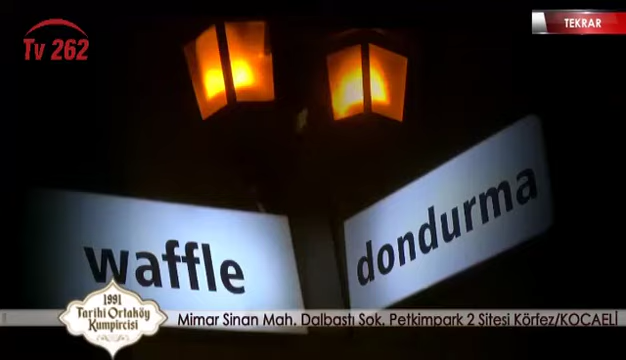 Tv 262
TEKRAR
waffle
dondurma
1991
Tarihi Ortaköy
Kumpircisi
Mimar Sinan Mah. Dalbastı Sok. Petkimpark 2 Sitesi Körfez/KOCAELİ